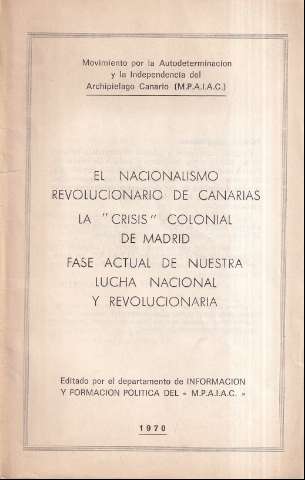 Movimiento por la Autodeterminacion
y la Independencia del
Archipielago Canario (M.P.A.I.A.C.)
EL NACIONALISMO
REVOLUCIONARIO DE CANARIAS
LA "CRISIS" COLONIAL
DE MADRID
FASE ACTUAL DE NUESTRA
LUCHA NACIONAL
Y REVOLUCIONARIA
Editado por el departamento de INFORMACION
Y FORMACION POLITICA DEL « M.P.A.I.A.C. »
1970